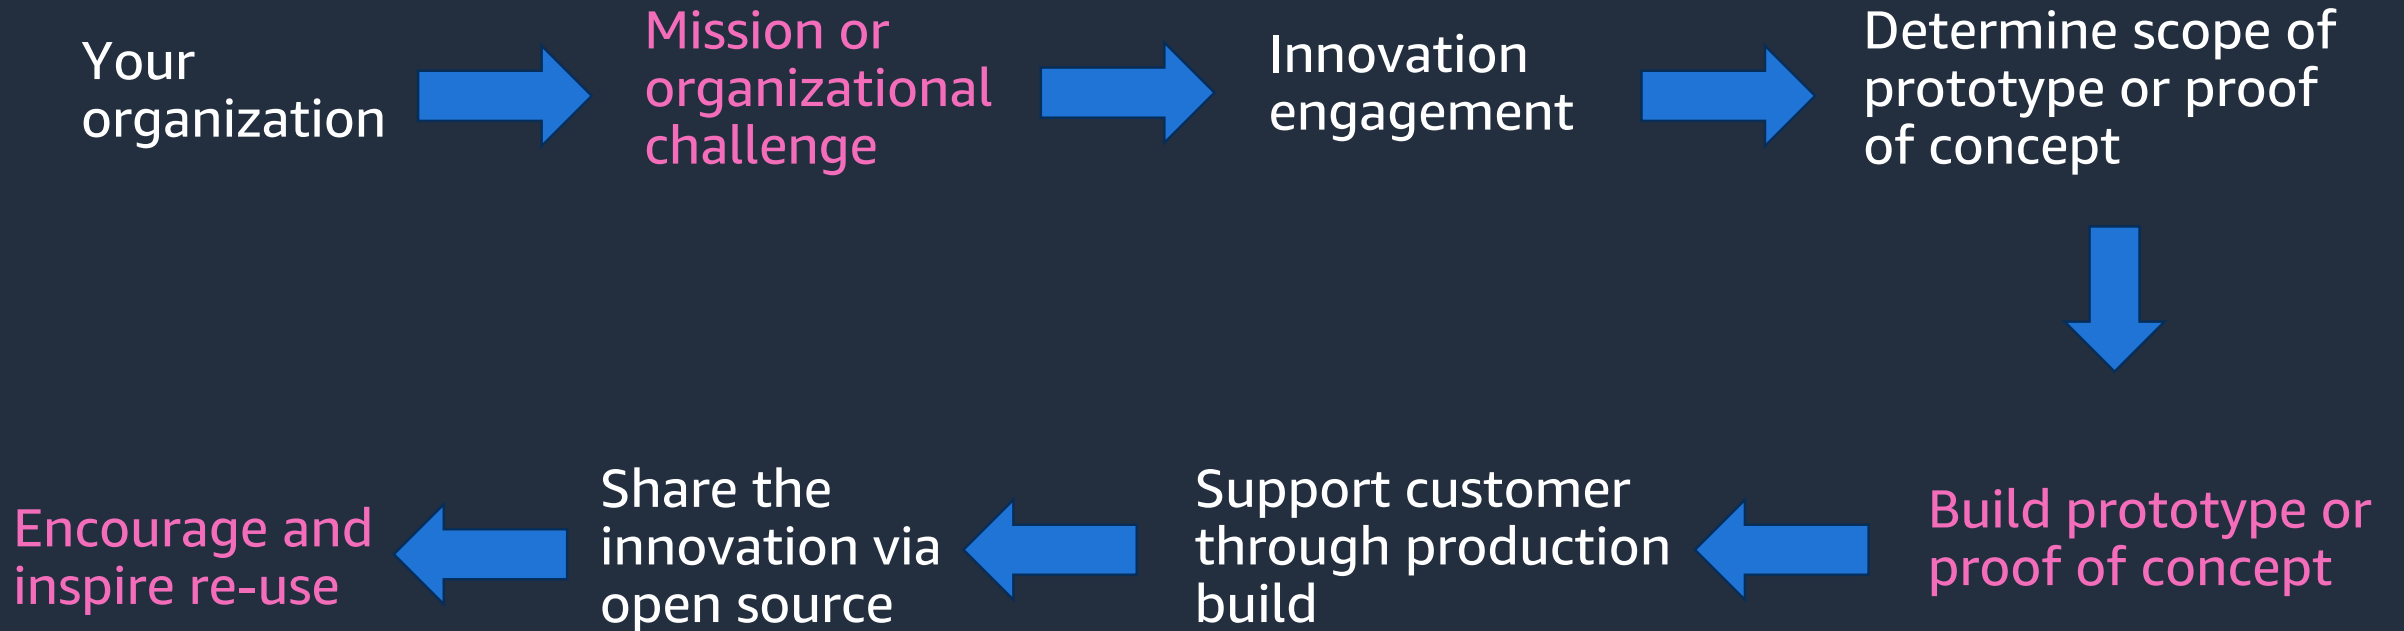 Your
organization
Mission or
organizational
challenge
Innovation
engagement
Determine scope of
prototype or proof
of concept
Build prototype or
proof of concept
Support customer
through production
build
Share the
innovation via
open source
Encourage and
inspire re-use